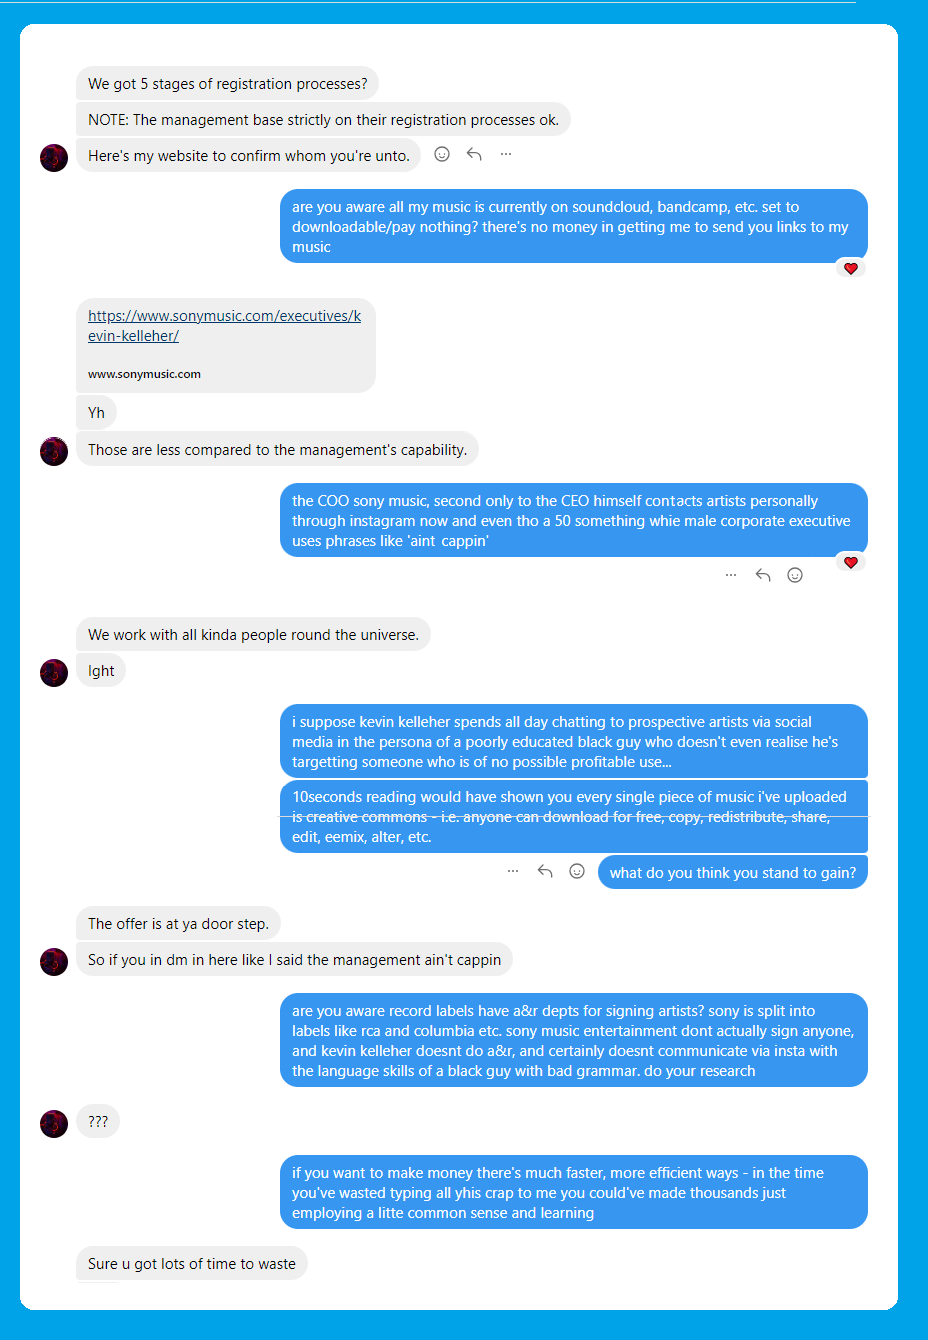 We got 5 stages of registration processes?
NOTE: The management base strictly on their registration processes ok.
Here's my website to confirm whom you're unto.
are you aware all my music is currently on soundcloud, bandcamp, etc. set to
downloadable/pay nothing? there's no money in getting me to send you links to my
music
https://www.sonymusic.com/executives/k
evin-kelleher/
www.sonymusic.com
Yh
Those are less compared to the management's capability.
the COO sony music, second only to the CEO himself contacts artists personally
through instagram now and even tho a 50 something whie male corporate executive
uses phrases like 'aint cappin'
We work with all kinda people round the universe.
Ight
i suppose kevin kelleher spends all day chatting to prospective artists via social
media in the persona of a poorly educated black guy who doesn't even realise he's
targetting someone who is of no possible profitable use...
10seconds reading would have shown you every single piece of music i've uploaded
is creative commons - i.e. anyone can download for free, copy, redistribute, share,
edit, eemix, alter, etc.
what do you think you stand to gain?
The offer is at ya door step.
So if you in dm in here like I said the management ain't cappin
are you aware record labels have a&r depts for signing artists? sony is split into
labels like rca and columbia etc. sony music entertainment dont actually sign anyone,
and kevin kelleher doesnt do a&r, and certainly doesnt communicate via insta with
the language skills of a black guy with bad grammar. do your research
???
if you want to make money there's much faster, more efficient ways - in the time
you've wasted typing all yhis crap to me you could've made thousands just
employing a litte common sense and learning
Sure u got lots of time to waste